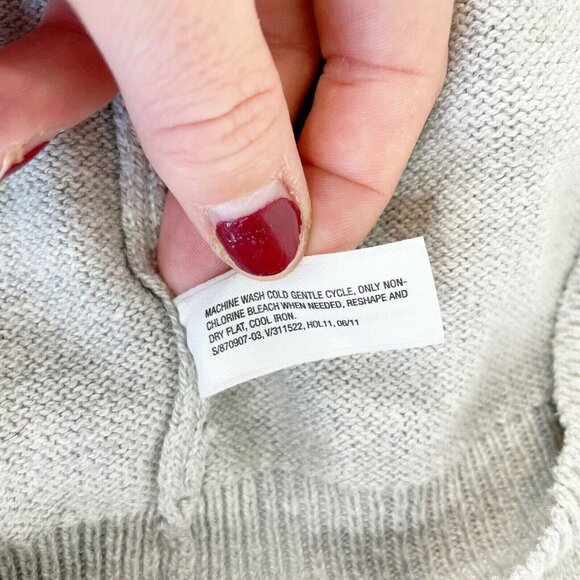 MACHINE WASH COLD GENTLE CYCLE, ONLY NON-
CHLORINE BLEACH WHEN NEEDED, RESHAPE AND
DRY FLAT, COOL IRON.
S/870907-03, V/311522, HOL11, 06/11